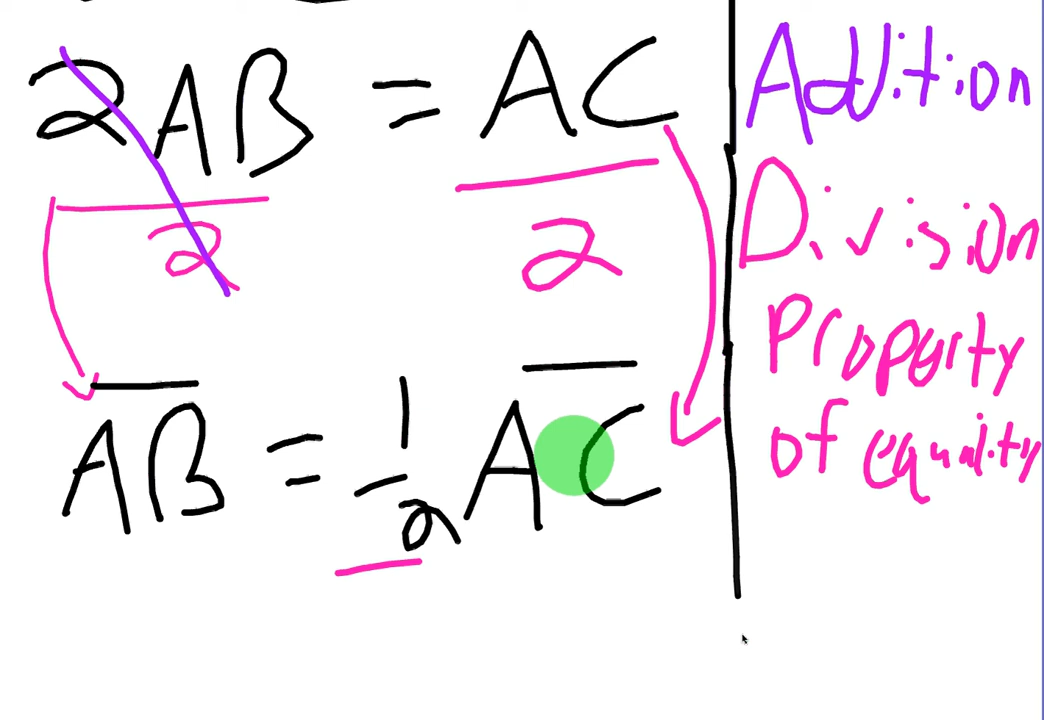 2AB = AC
2 2
AB = 1/2 AC
Addition
Division
Property
of equality